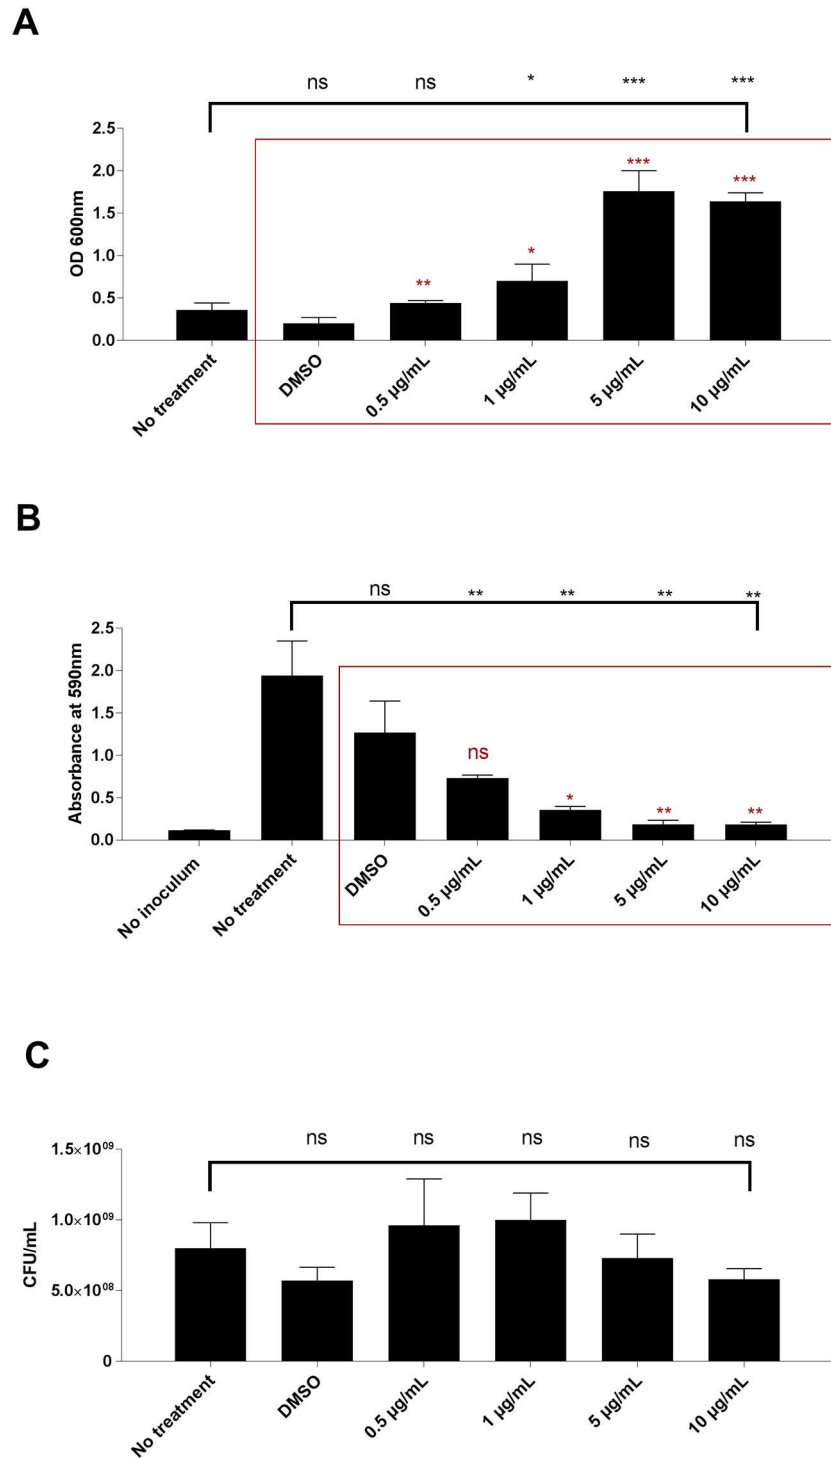 A
ns ns * *** ***
2.5
2.0
1.5
1.0
0.5
0.0
OD 600nm
*** ***
** *
No treatment DMSO 0.5 µg/mL 1 µg/mL 5 µg/mL 10 µg/mL
B
ns ** ** ** **
2.5
2.0
1.5
1.0
0.5
0.0
Absorbance at 590nm
ns * ** **
No inoculum No treatment DMSO 0.5 µg/mL 1 µg/mL 5 µg/mL 10 µg/mL
C
ns ns ns ns ns
1.5×10⁰⁹
1.0×10⁰⁹
5.0×10⁰⁸
0
CFU/mL
No treatment DMSO 0.5 µg/mL 1 µg/mL 5 µg/mL 10 µg/mL